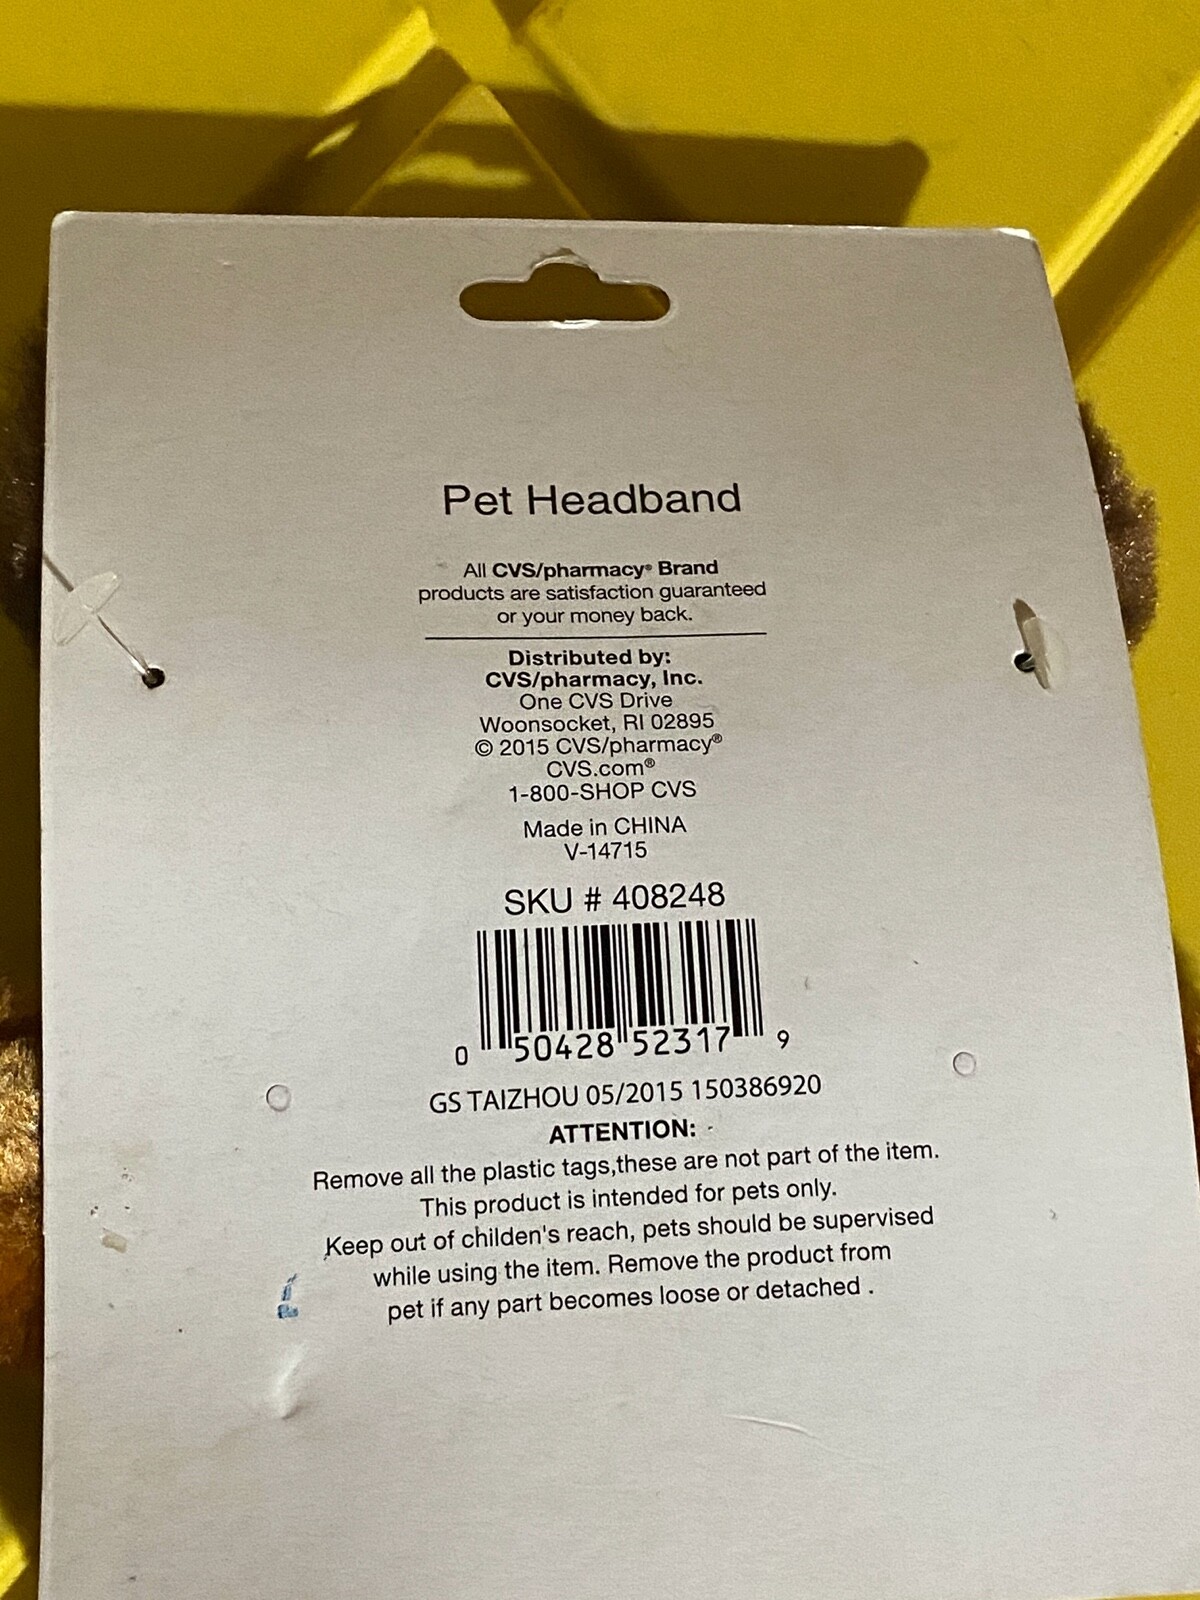 Pet Headband
All CVS/pharmacy® Brand
products are satisfaction guaranteed
or your money back.
Distributed by:
CVS/pharmacy, Inc.
One CVS Drive
Woonsocket, RI 02895
© 2015 CVS/pharmacy®
CVS.com®
1-800-SHOP CVS
Made in CHINA
V-14715
SKU # 408248
0 50428 52317 9
GS TAIZHOU 05/2015 150386920
ATTENTION:
Remove all the plastic tags,these are not part of the item.
This product is intended for pets only.
Keep out of childen's reach, pets should be supervised
while using the item. Remove the product from
pet if any part becomes loose or detached .